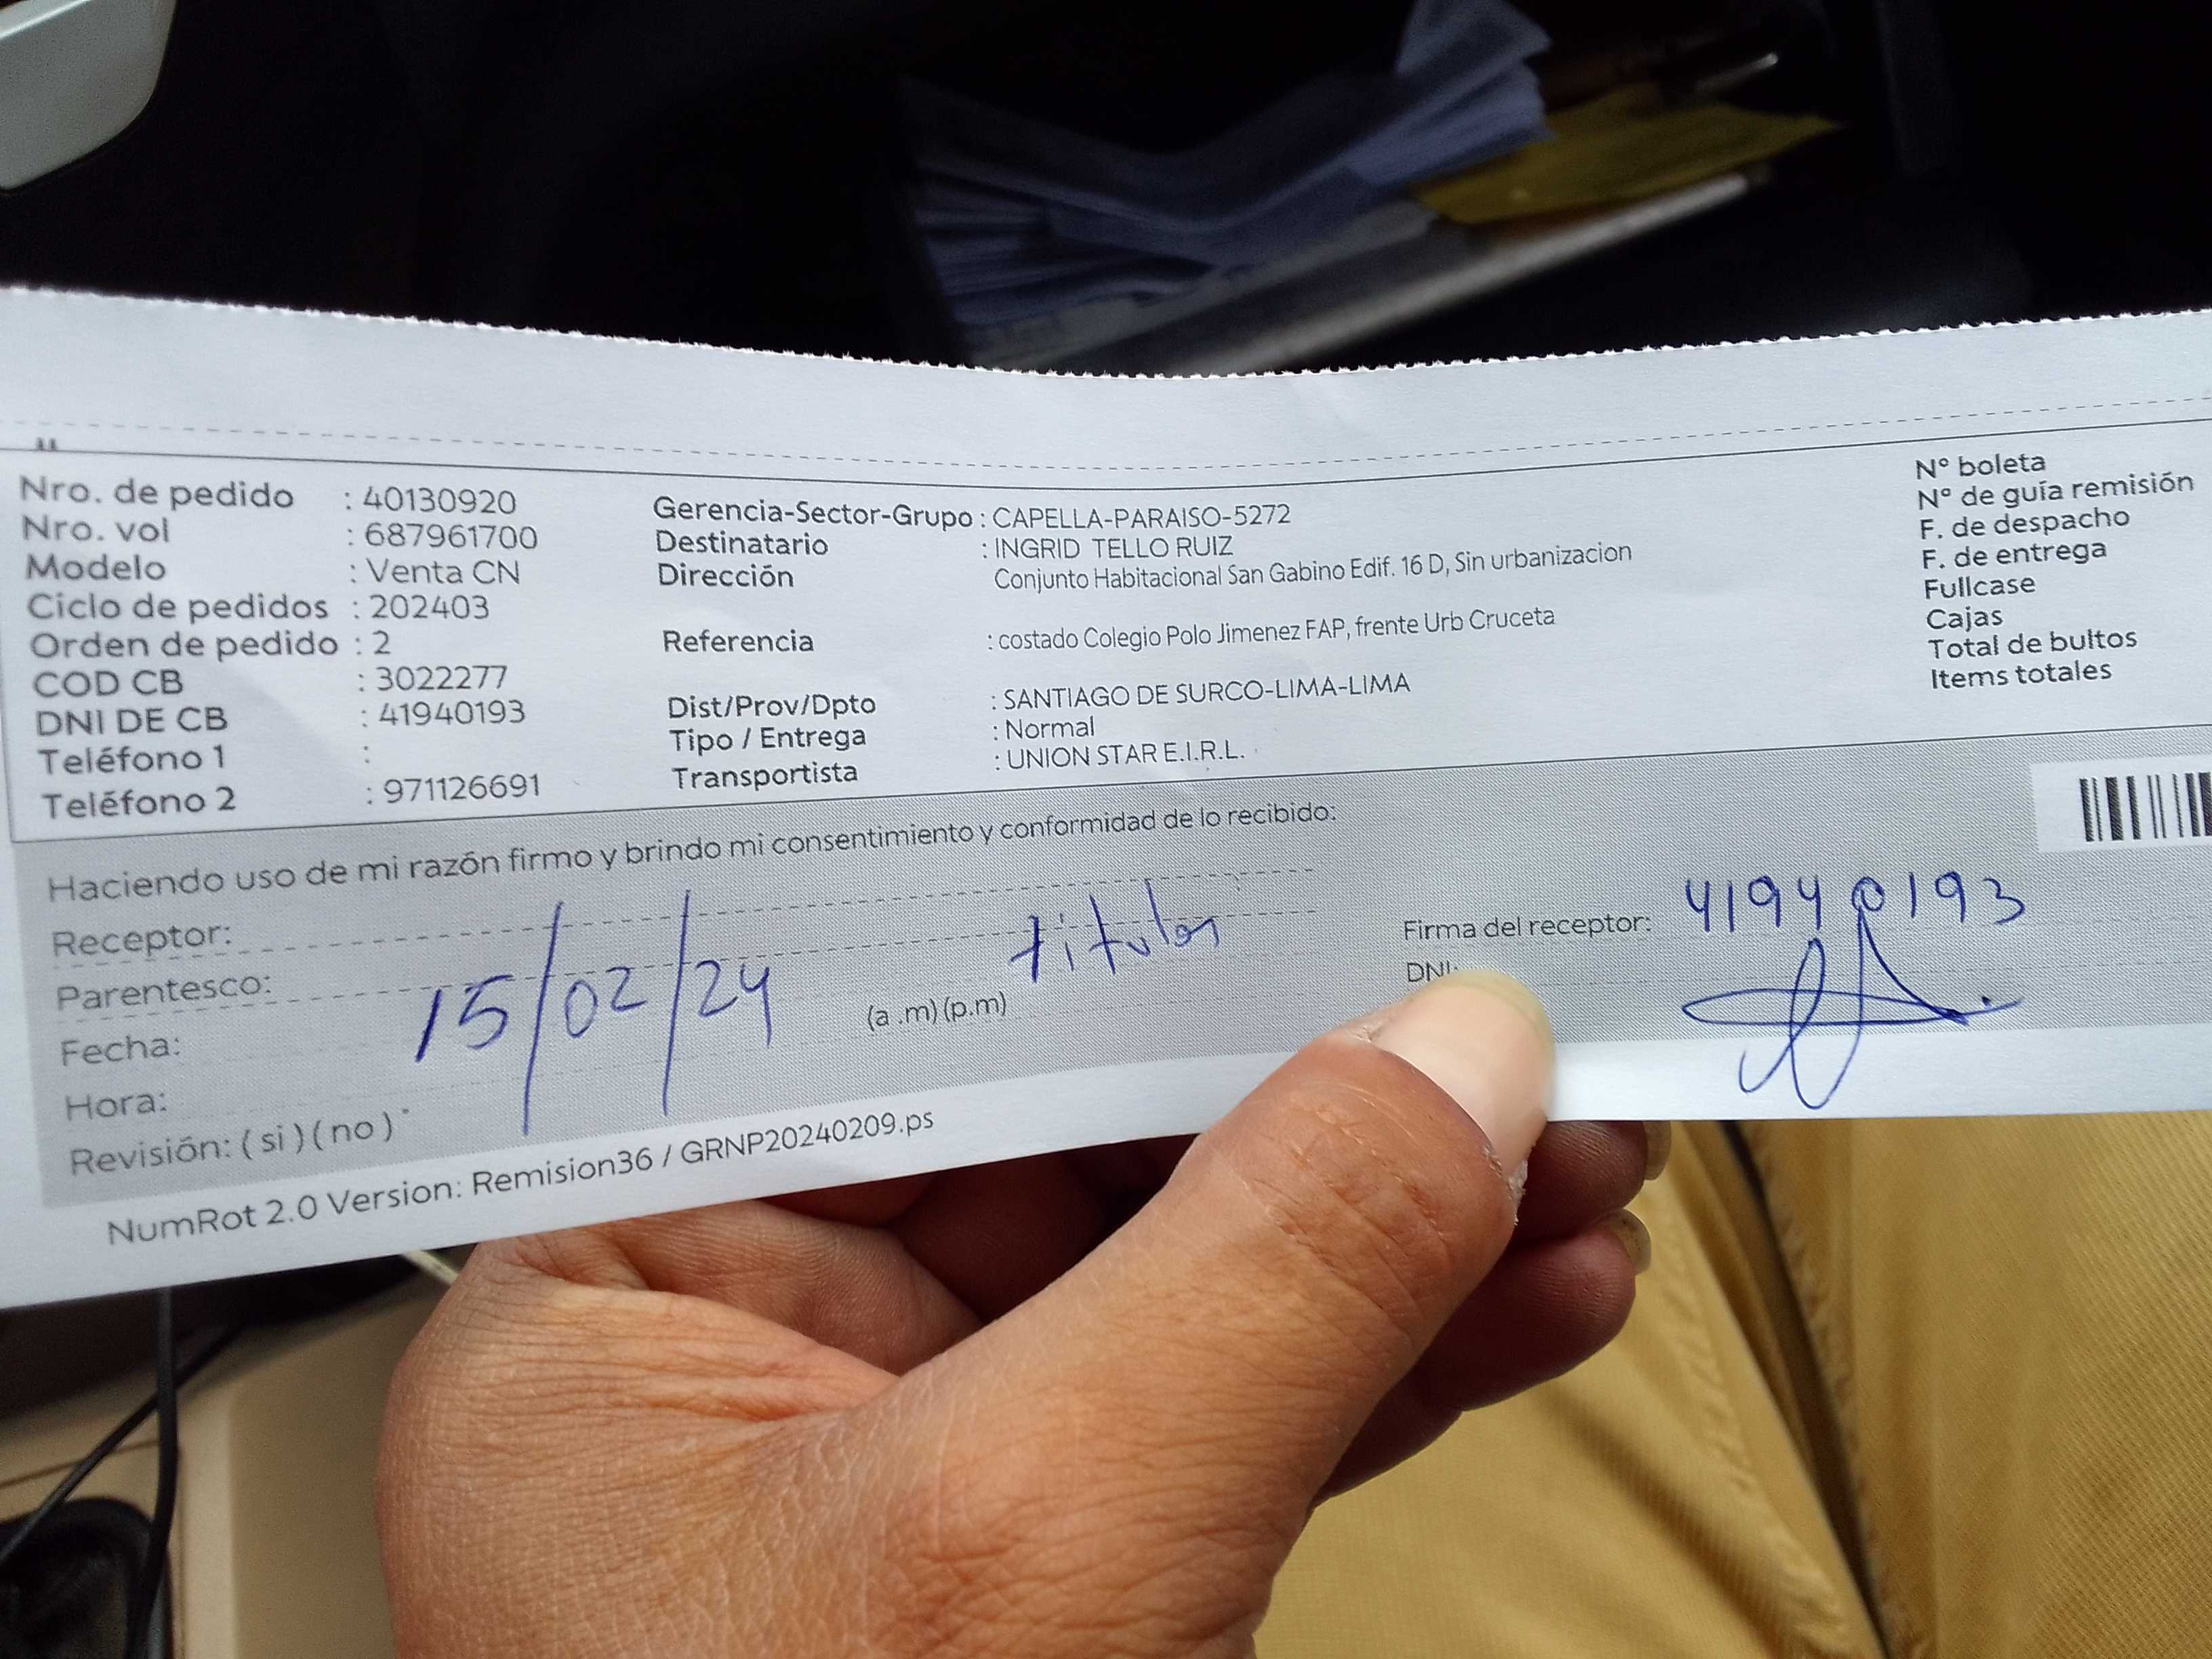 Nro. de pedido : 40130920
Nro. vol : 687961700
Modelo : Venta CN
Ciclo de pedidos : 202403
Orden de pedido : 2
COD CB : 3022277
DNI DE CB : 41940193
Teléfono 1 :
Teléfono 2 : 971126691
Gerencia-Sector-Grupo : CAPELLA-PARAISO-5272
Destinatario : INGRID TELLO RUIZ
Dirección Conjunto Habitacional San Gabino Edif. 16 D, Sin urbanizacion
Referencia : costado Colegio Polo Jimenez FAP, frente Urb Cruceta
Dist/Prov/Dpto : SANTIAGO DE SURCO-LIMA-LIMA
Tipo / Entrega : Normal
Transportista : UNION STAR E.I.R.L.
N° boleta
N° de guía remisión
F. de despacho
F. de entrega
Fullcase
Cajas
Total de bultos
Items totales
Haciendo uso de mi razón firmo y brindo mi consentimiento y conformidad de lo recibido:
Receptor:
Parentesco: titular
Fecha: 15/02/24
Hora: (a .m) (p.m)
Revisión: ( si ) ( no )
Firma del receptor: 41940193
DNI:
NumRot 2.0 Version: Remision36 / GRNP20240209.ps